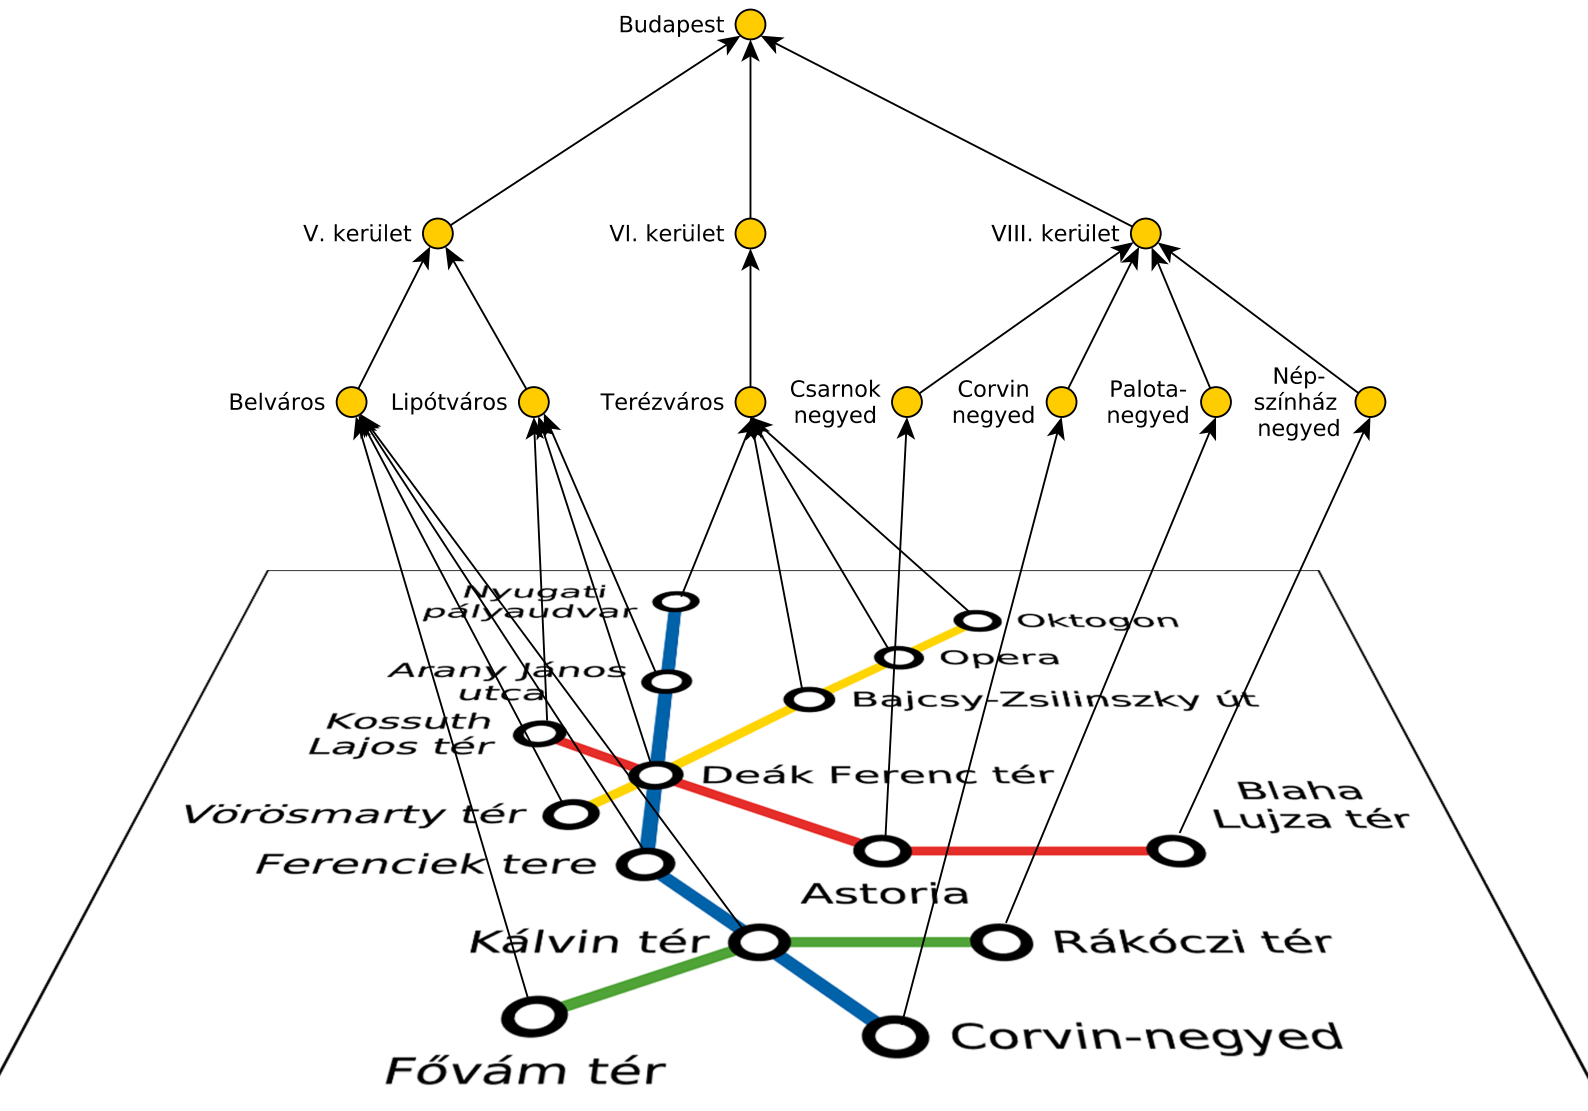 Budapest
V. kerület
VI. kerület
VIII. kerület
Belváros
Lipótváros
Terézváros
Csarnok
negyed
Corvin
negyed
Palota-
negyed
Nép-
színház
negyed
Nyugati
pályaudvar
Oktogon
Opera
Arany János
utca
Bajcsy-Zsilinszky út
Kossuth
Lajos tér
Deák Ferenc tér
Vörösmarty tér
Blaha
Lujza tér
Ferenciek tere
Astoria
Kálvin tér
Rákóczi tér
Corvin-negyed
Fővám tér